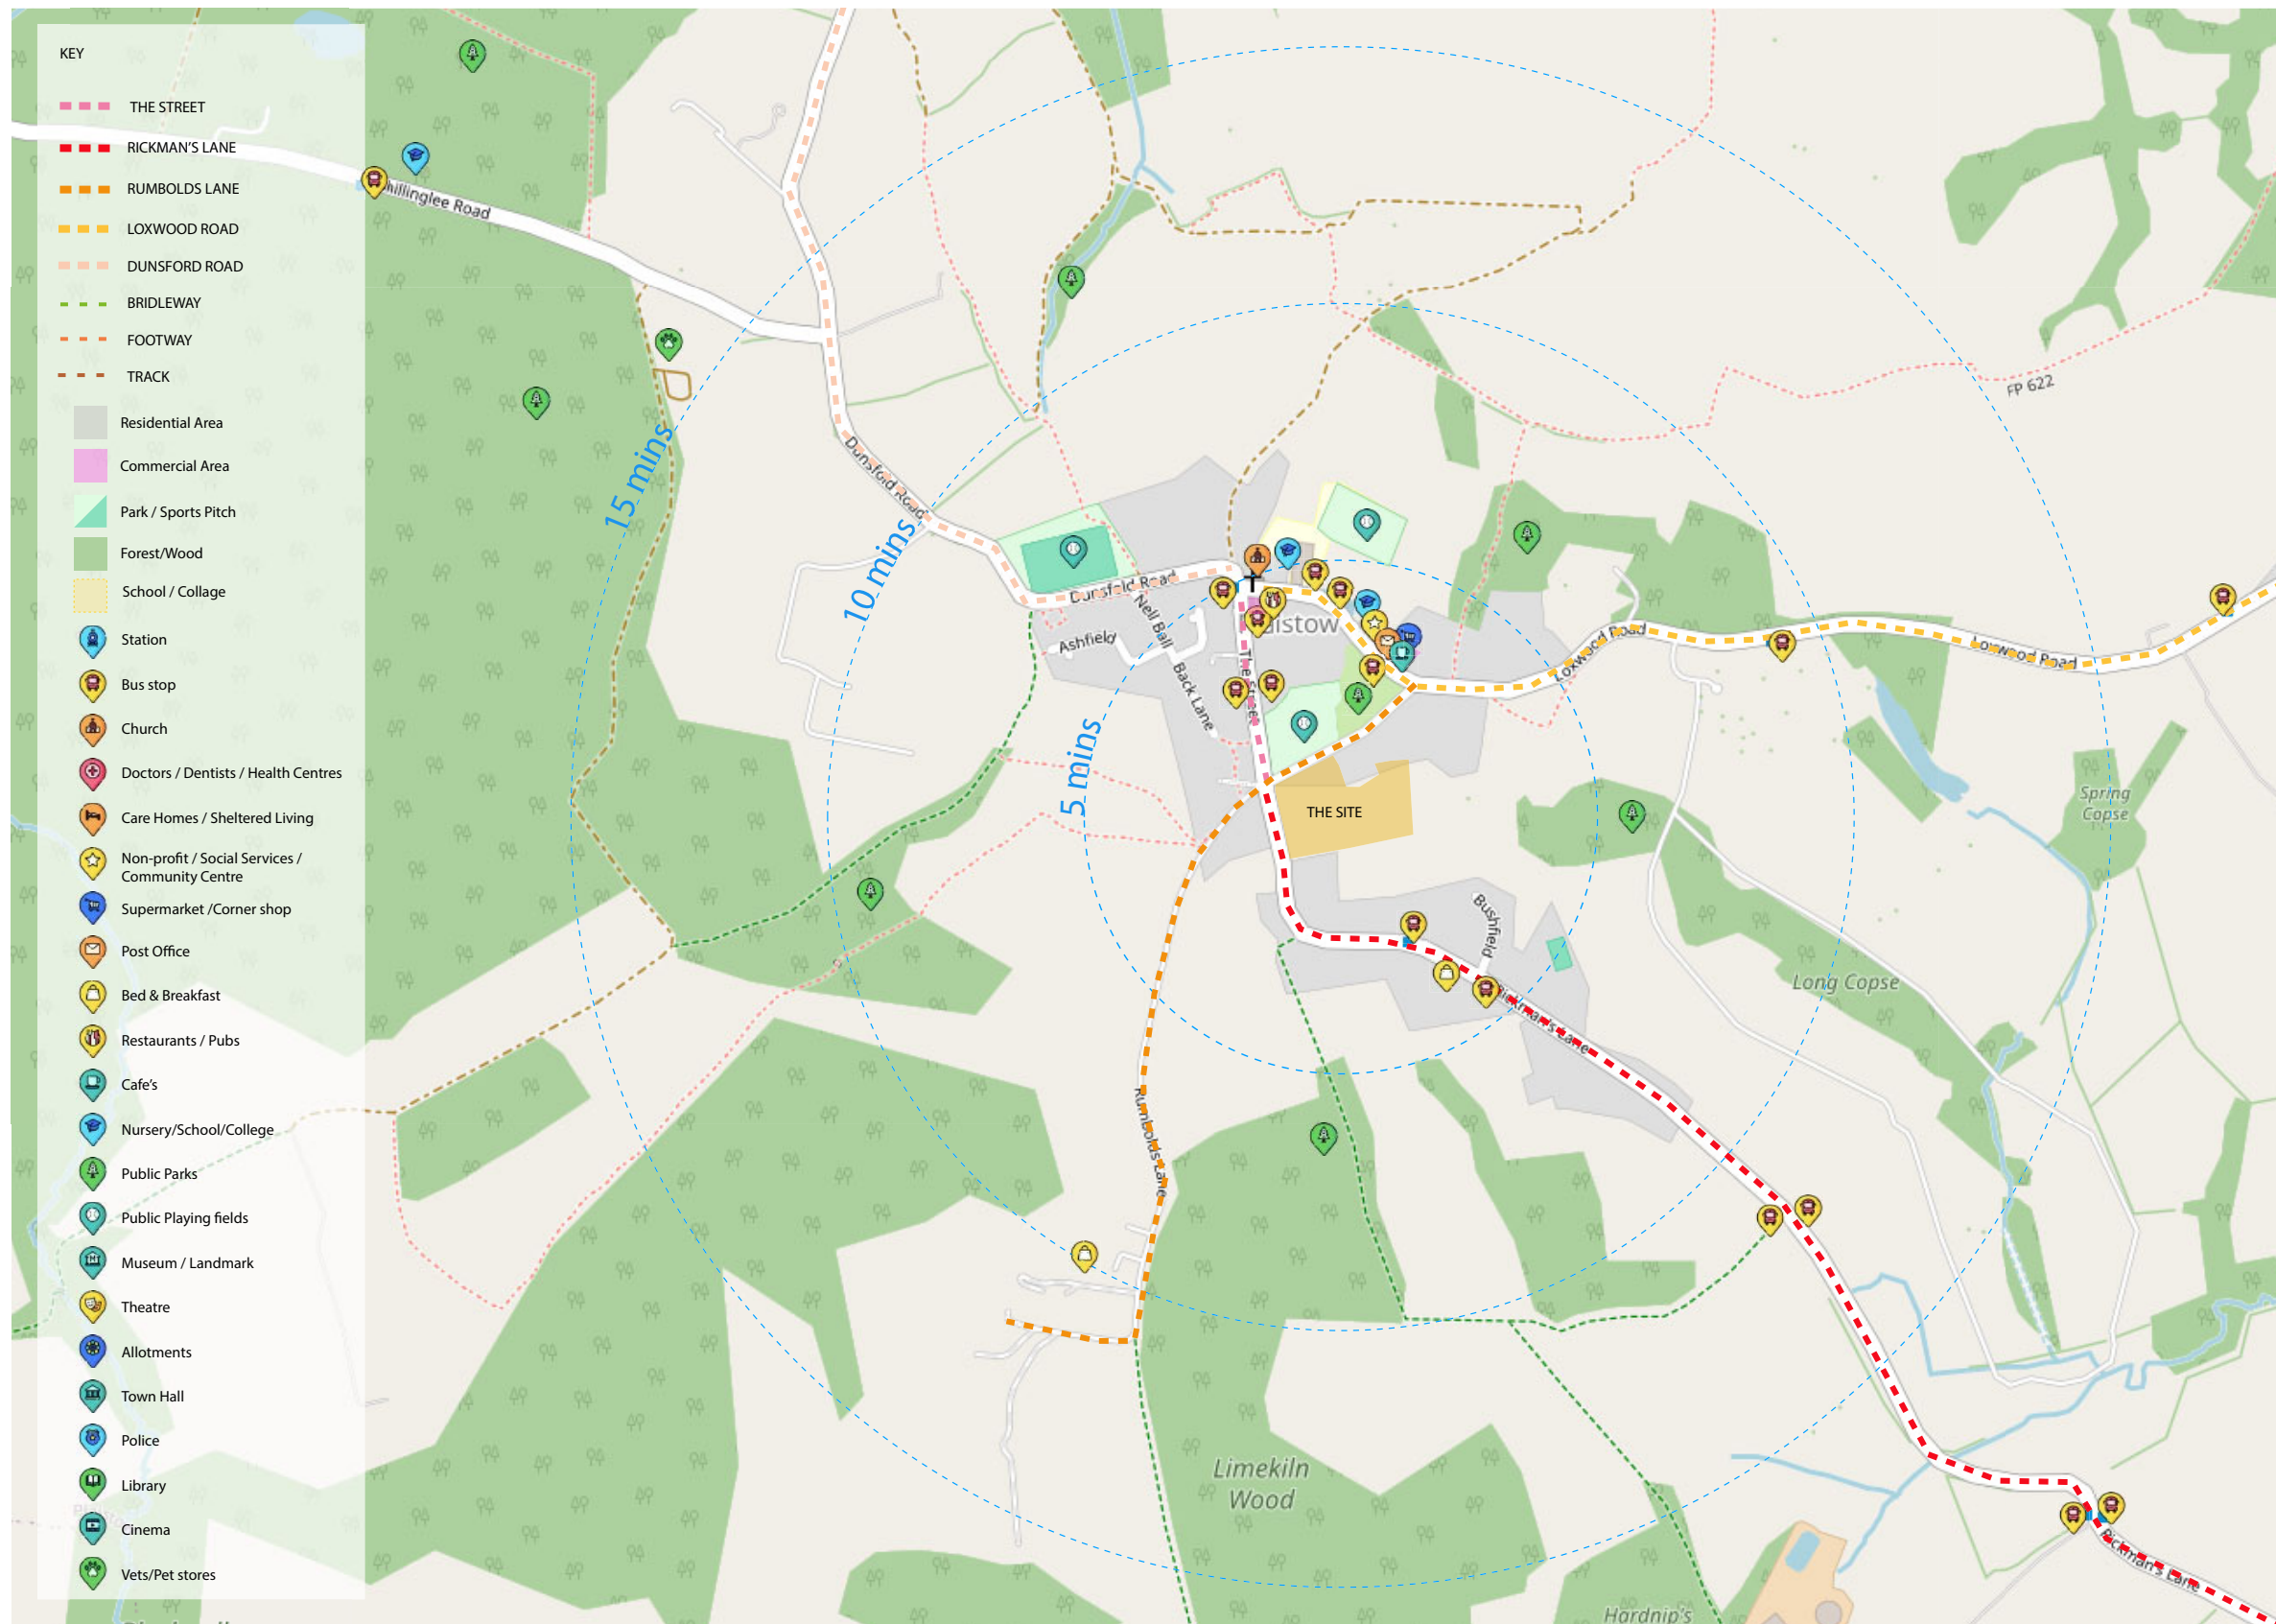 KEY
THE STREET
RICKMAN'S LANE
RUMBOLDS LANE
LOXWOOD ROAD
DUNSFORD ROAD
BRIDLEWAY
FOOTWAY
TRACK
Residential Area
Commercial Area
Park / Sports Pitch
Forest/Wood
School / Collage
Station
Bus stop
Church
Doctors / Dentists / Health Centres
Care Homes / Sheltered Living
Non-profit / Social Services /
Community Centre
Supermarket /Corner shop
Post Office
Bed & Breakfast
Restaurants / Pubs
Cafe's
Nursery/School/College
Public Parks
Public Playing fields
Museum / Landmark
Theatre
Allotments
Town Hall
Police
Library
Cinema
Vets/Pet stores
hillinglee Road
15 mins
10 mins
5 mins
Dunsfold Road
Dunsfold Road
Nell Ball
Ashfield
Back Lane
The Street
aistow
Loxwood Road
Loxwood Road
FP 622
THE SITE
Spring
Copse
Long Copse
Bushfield
Rickman's Lane
Rumbolds Lane
Limekiln
Wood
Hardnip's
Rickman's Lane